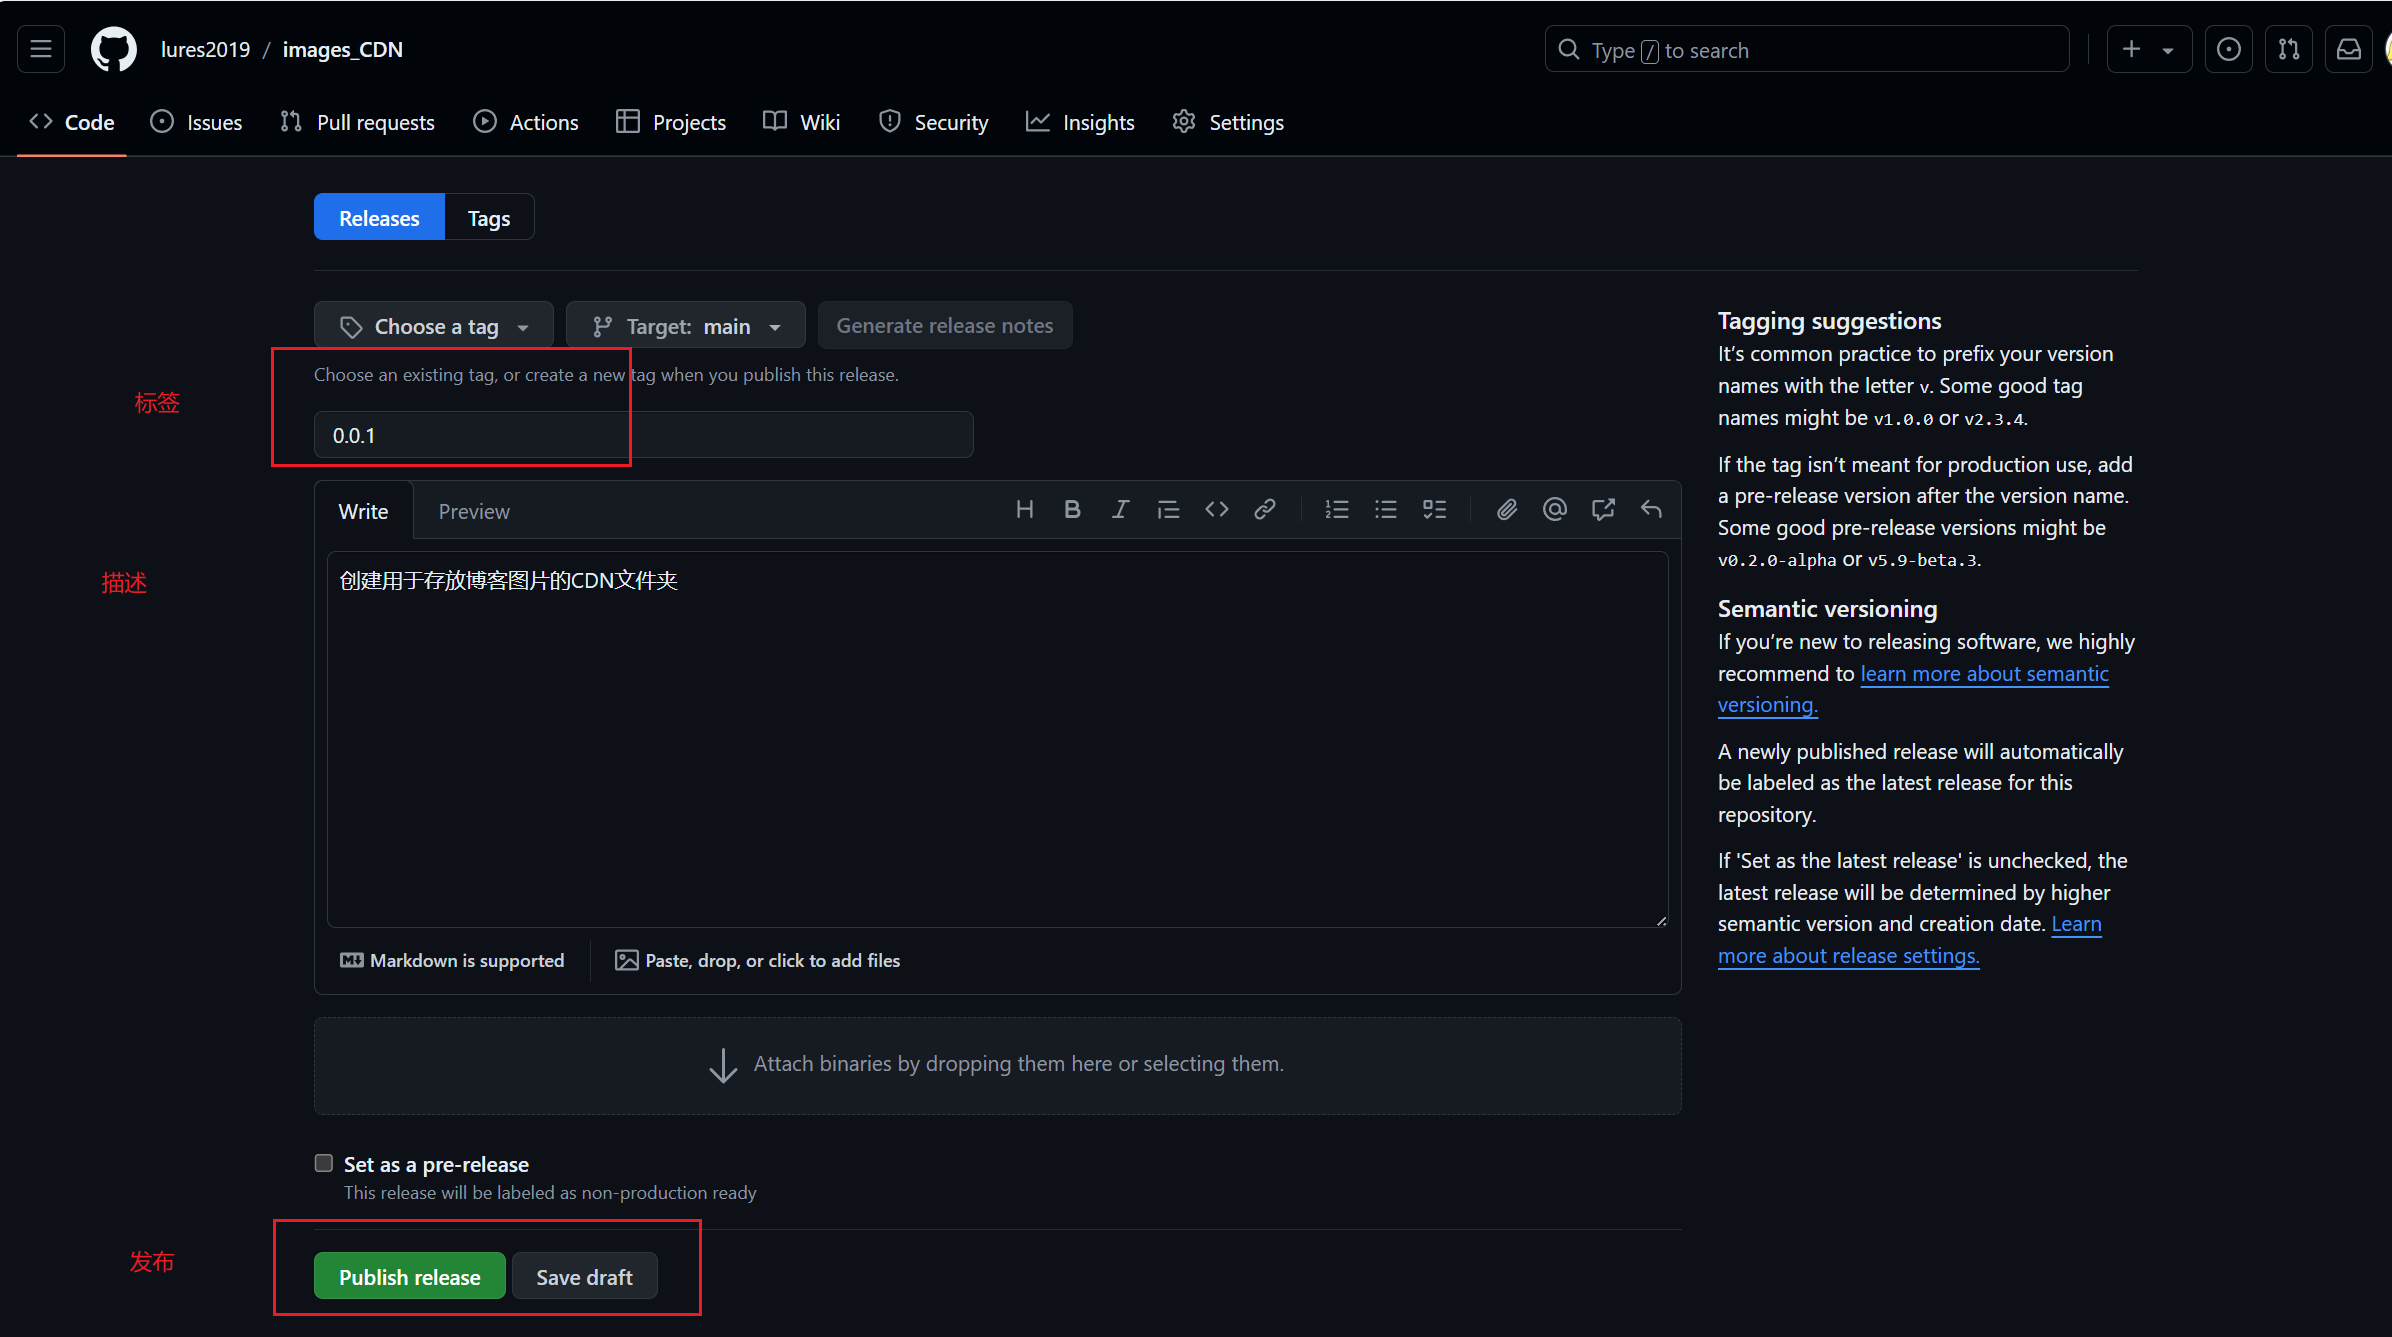 lures2019 / images_CDN
Type / to search
Code Issues Pull requests Actions Projects Wiki Security Insights Settings
Releases Tags
Choose a tag Target: main Generate release notes
Choose an existing tag, or create a new tag when you publish this release.
标签
0.0.1
Write Preview
描述
创建用于存放博客图片的CDN文件夹
Markdown is supported
Paste, drop, or click to add files
Attach binaries by dropping them here or selecting them.
Set as a pre-release
This release will be labeled as non-production ready
发布
Publish release Save draft
Tagging suggestions
It’s common practice to prefix your version
names with the letter v. Some good tag
names might be v1.0.0 or v2.3.4.
If the tag isn’t meant for production use, add
a pre-release version after the version name.
Some good pre-release versions might be
v0.2.0-alpha or v5.9-beta.3.
Semantic versioning
If you’re new to releasing software, we highly
recommend to learn more about semantic
versioning.
A newly published release will automatically
be labeled as the latest release for this
repository.
If 'Set as the latest release' is unchecked, the
latest release will be determined by higher
semantic version and creation date. Learn
more about release settings.